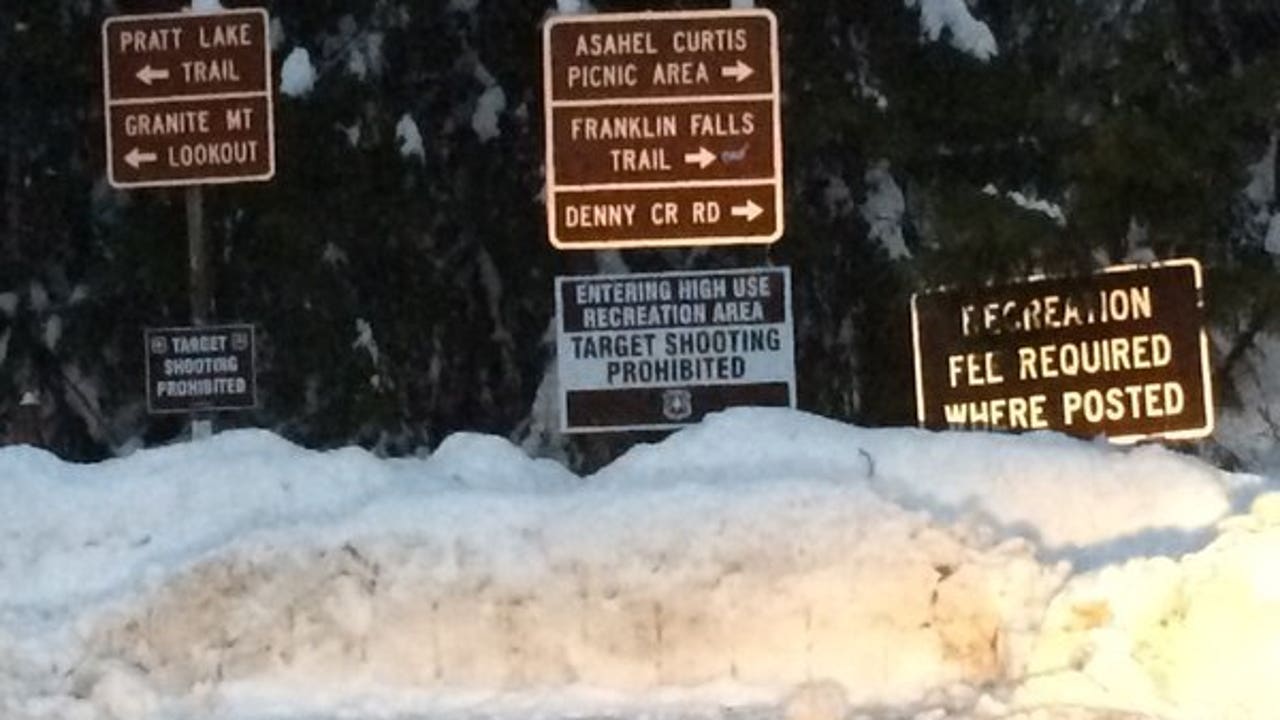 PRATT LAKE
← TRAIL
GRANITE MT
← LOOKOUT
TARGET
SHOOTING
PROHIBITED
ASAHEL CURTIS
PICNIC AREA →
FRANKLIN FALLS
TRAIL →
DENNY CR RD →
ENTERING HIGH USE
RECREATION AREA
TARGET SHOOTING
PROHIBITED
RECREATION
FEE REQUIRED
WHERE POSTED